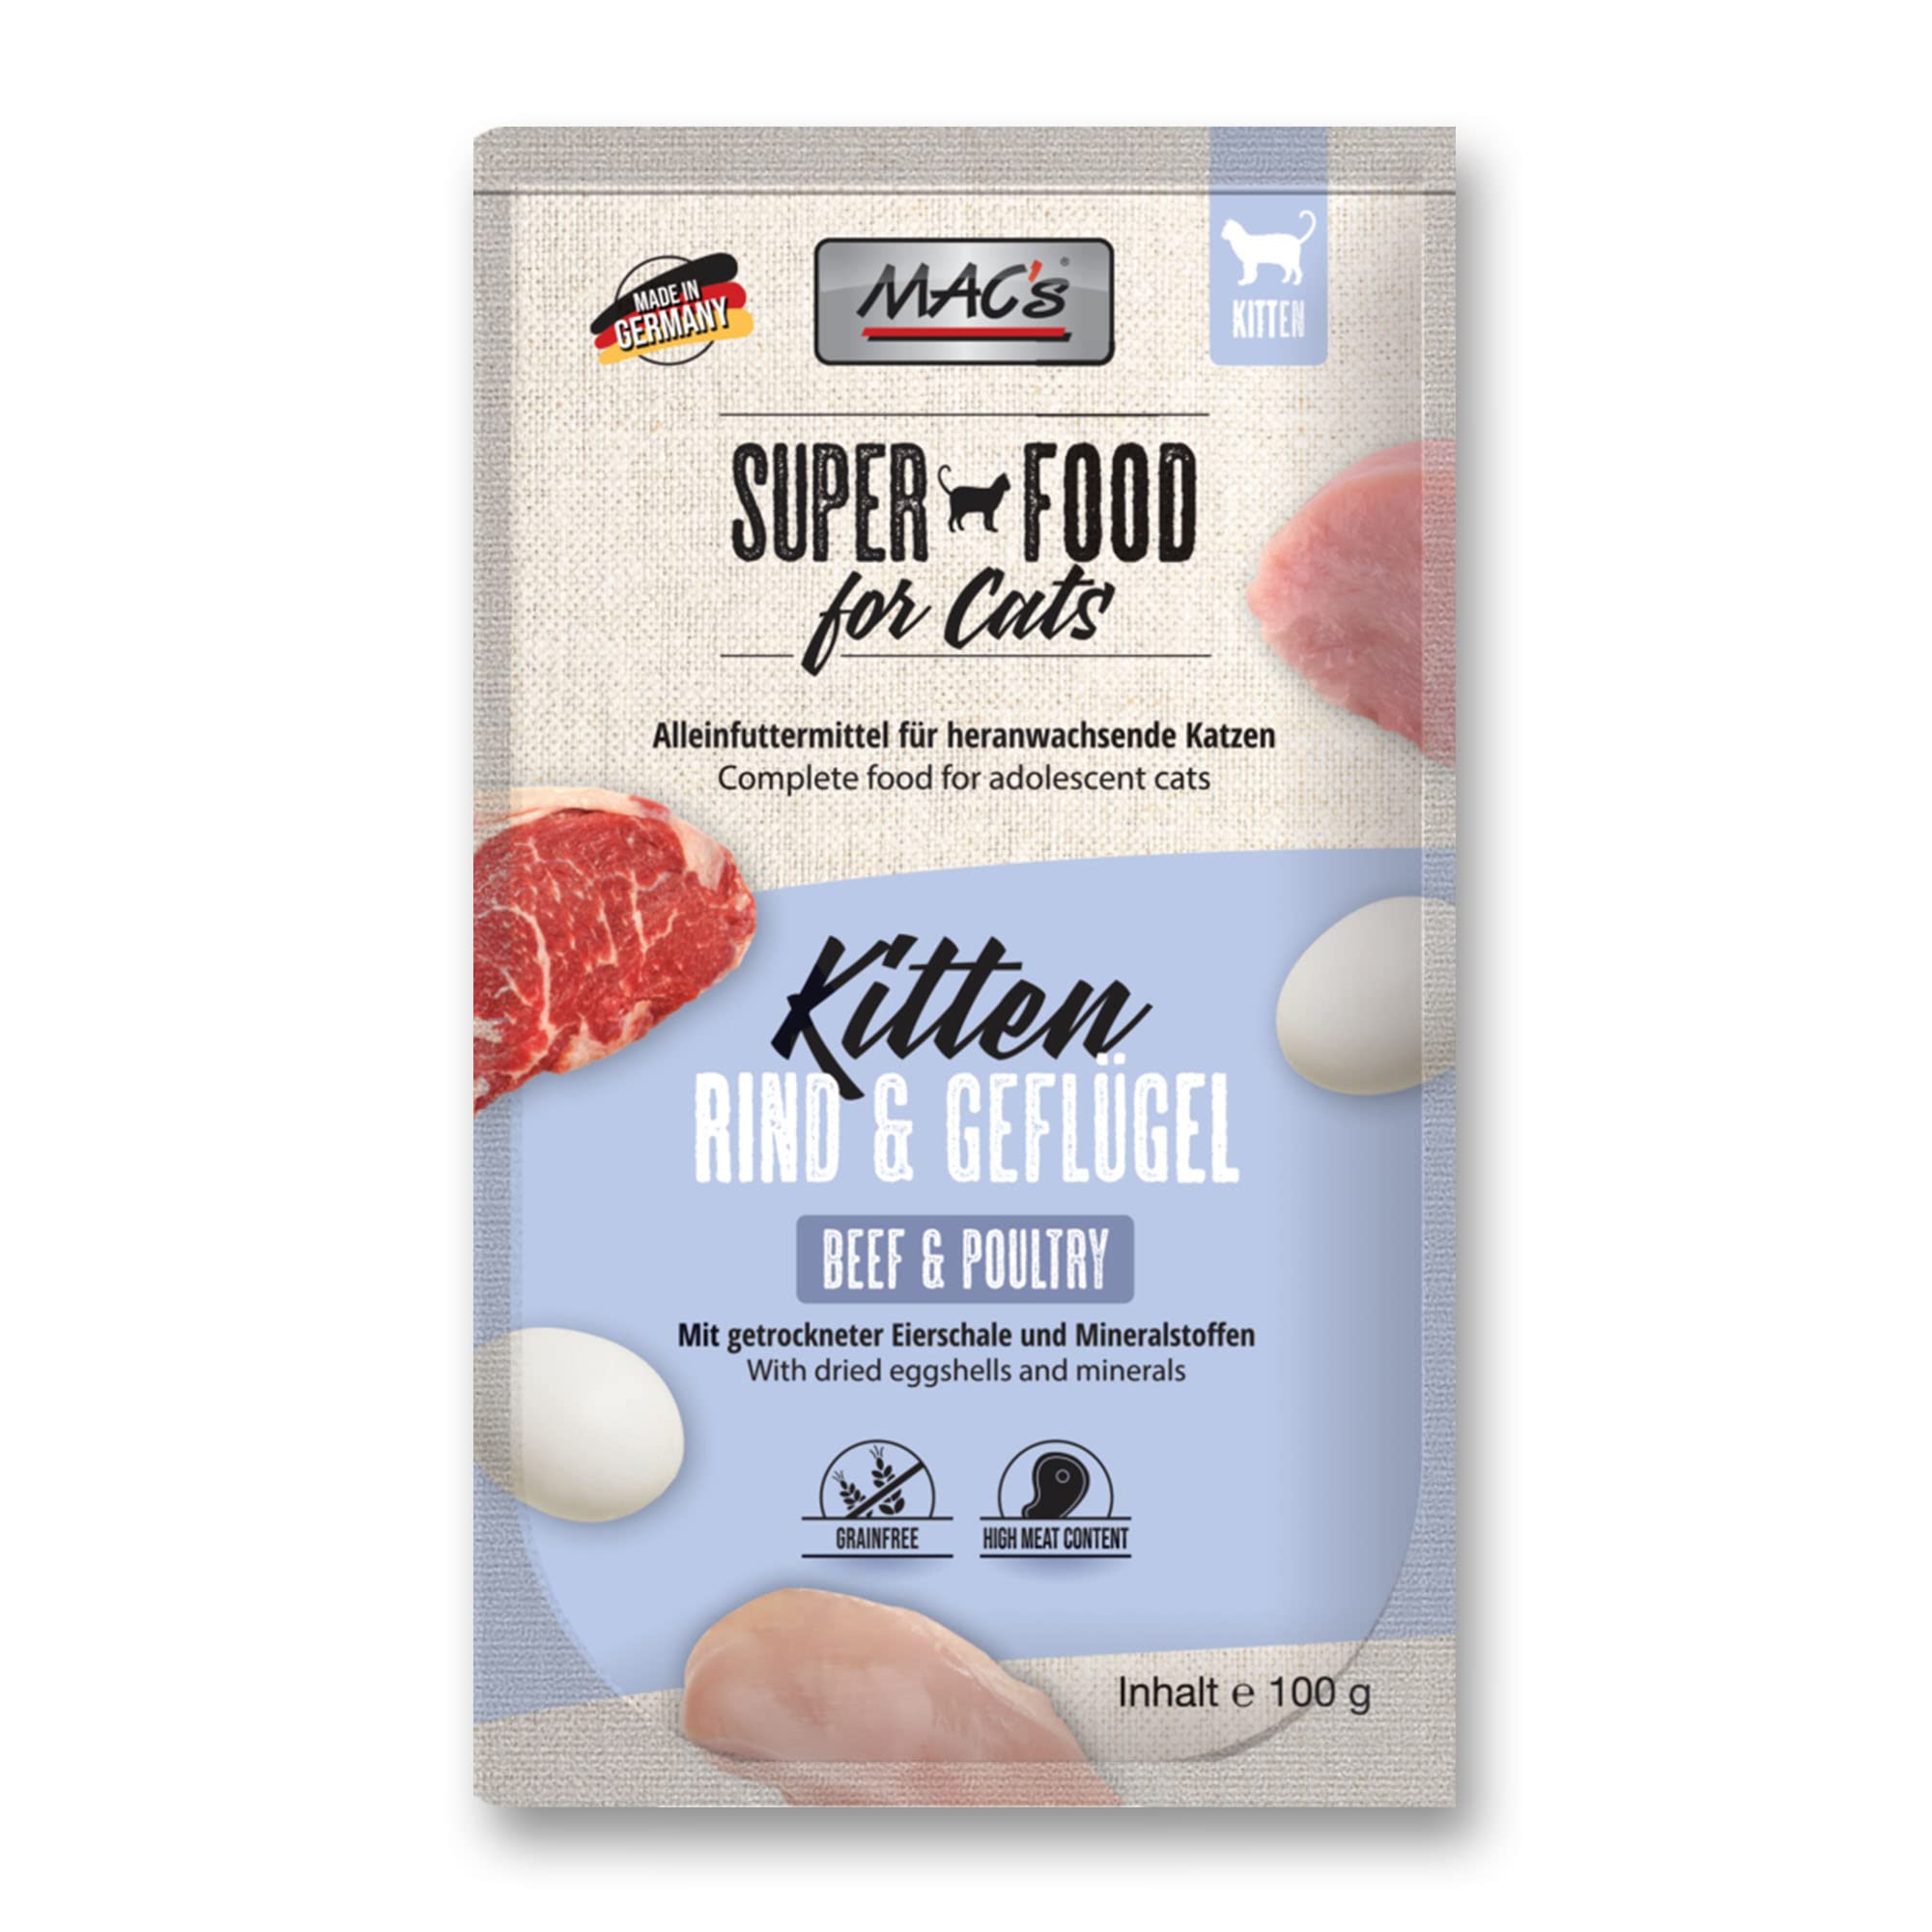 MADE IN
GERMANY
MAC's®
KITTEN
SUPER FOOD
for Cats
Alleinfuttermittel für heranwachsende Katzen
Complete food for adolescent cats
Kitten
RIND & GEFLÜGEL
BEEF & POULTRY
Mit getrockneter Eierschale und Mineralstoffen
With dried eggshells and minerals
GRAINFREE
HIGH MEAT CONTENT
Inhalt ℮ 100 g